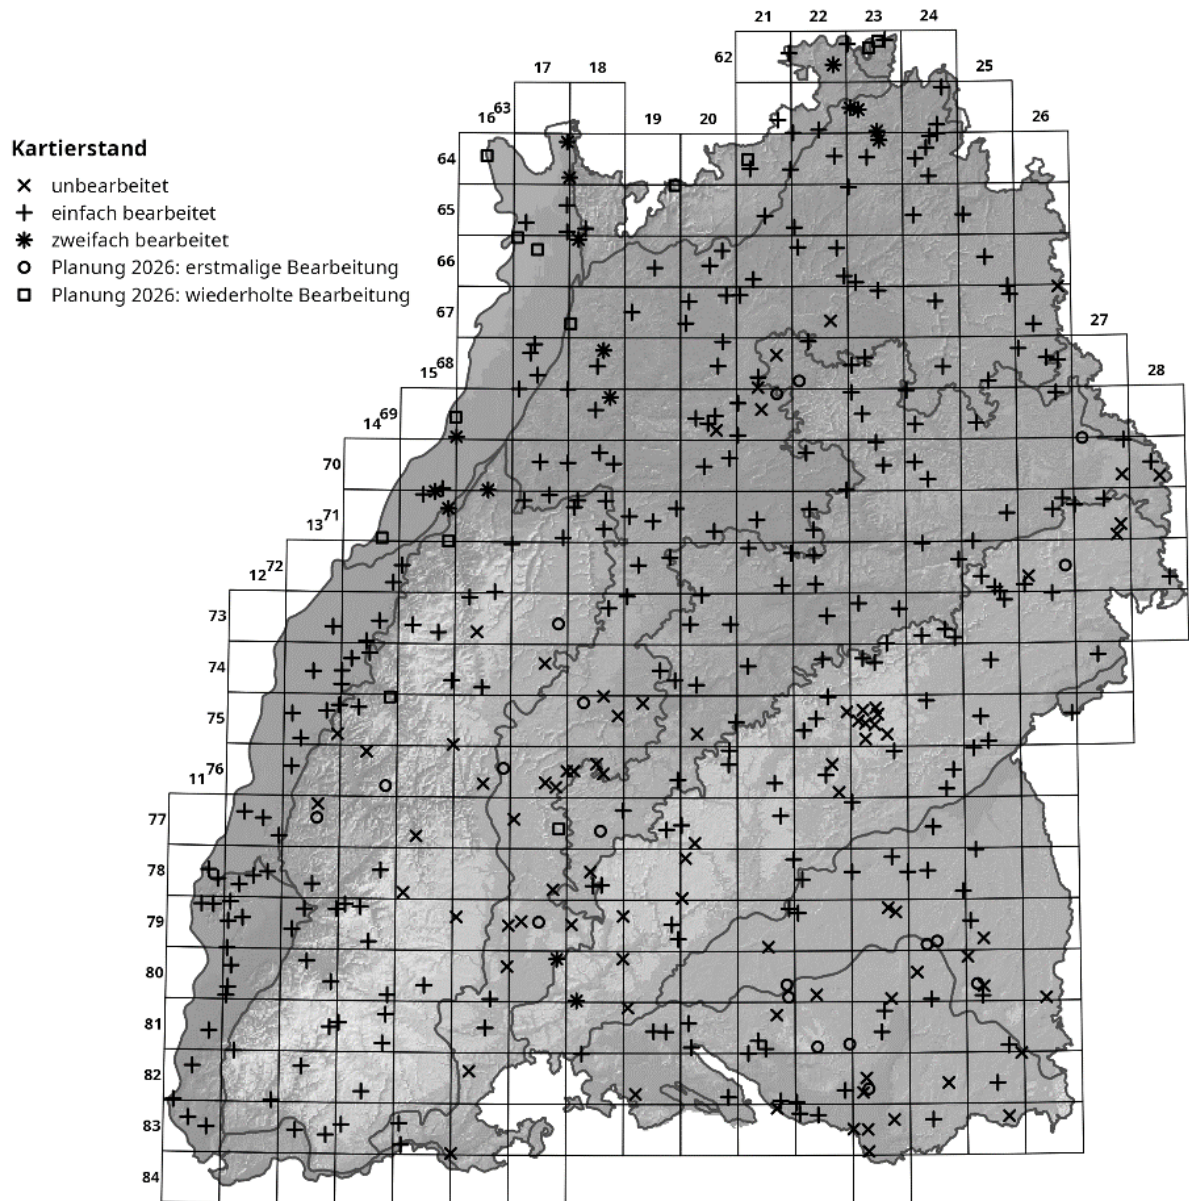 21 22 23 24
62
17 18 25
16 63
19 20 26
Kartierstand
64
unbearbeitet
einfach bearbeitet
65
zweifach bearbeitet
Planung 2026: erstmalige Bearbeitung
66
Planung 2026: wiederholte Bearbeitung
67
27
15 68
28
14 69
70
13 71
12 72
73
74
75
11 76
77
78
79
80
81
82
83
84